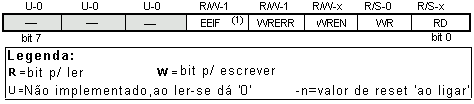 U-0 U-0 U-0 R/W-1 R/W-1 R/W-x R/S-0 R/S-x
— — — EEIF (1) WRERR WREN WR RD
bit 7 bit 0
Legenda:
R =bit p/ ler W =bit p/ escrever
U =Não implementado,ao ler-se dá '0' -n=valor de reset 'ao ligar'